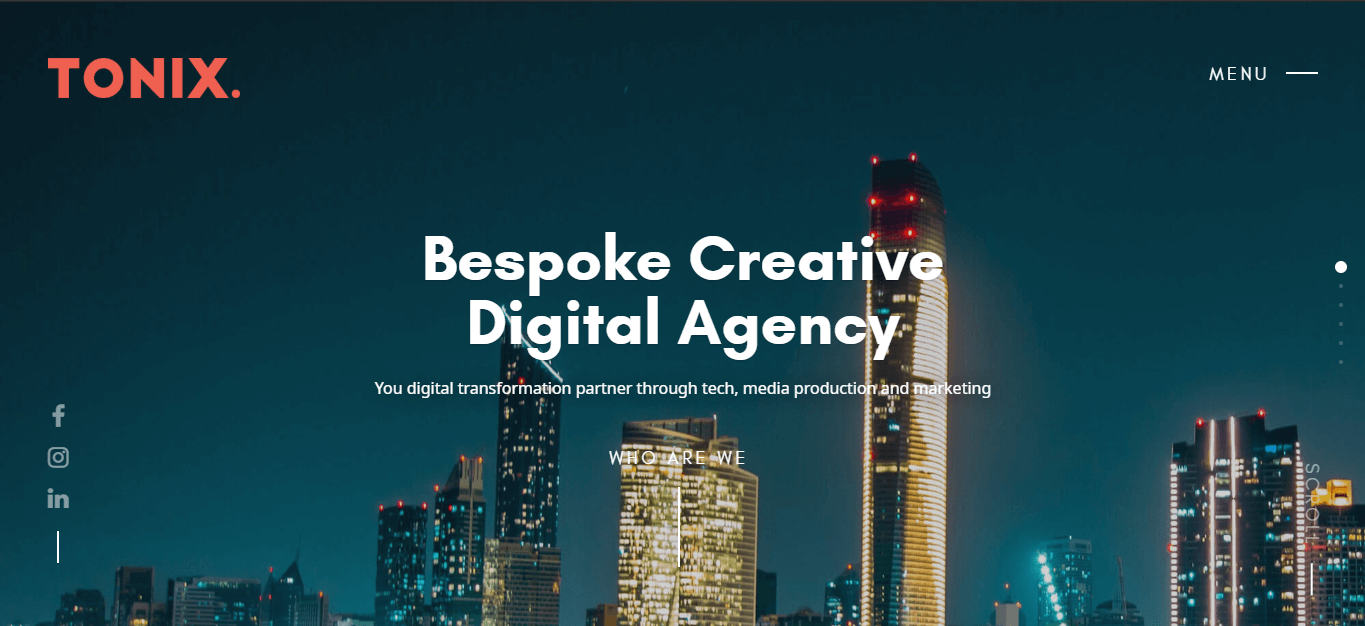 TONIX.
MENU
Bespoke Creative
Digital Agency
You digital transformation partner through tech, media production and marketing
WHO ARE WE
SCROLL